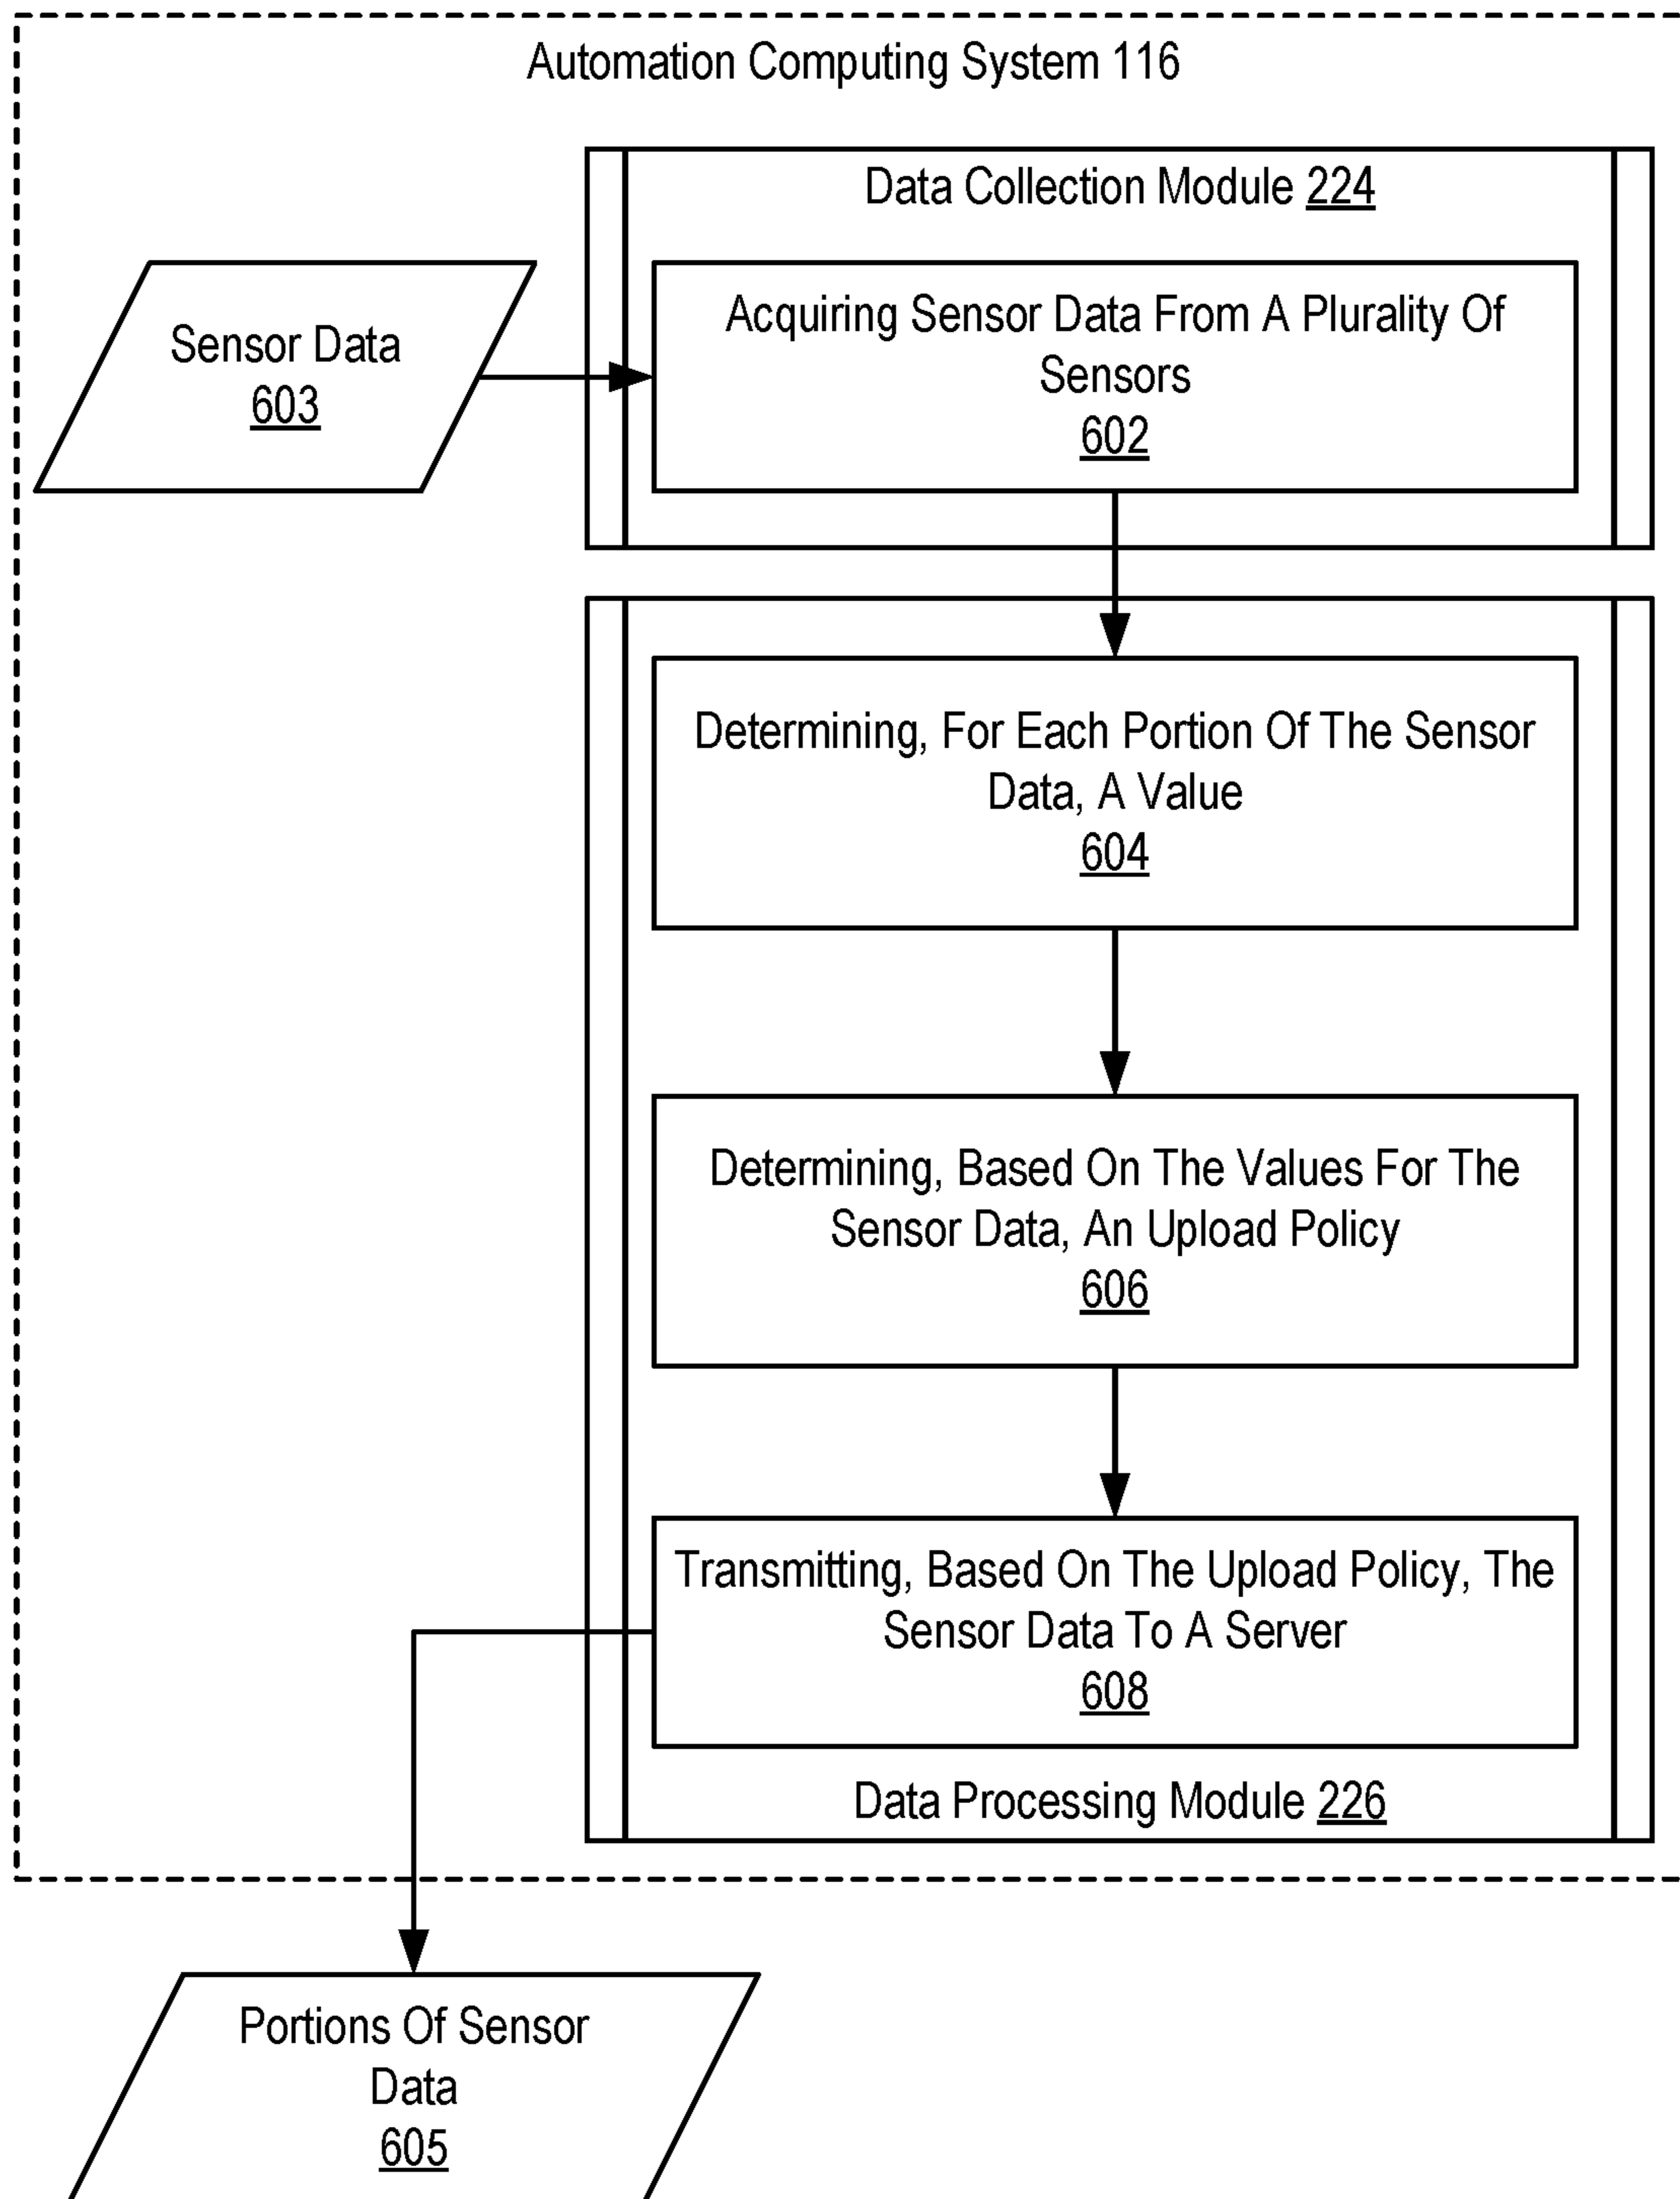 Automation Computing System 116
Data Collection Module 224
Sensor Data
603
Acquiring Sensor Data From A Plurality Of
Sensors
602
Determining, For Each Portion Of The Sensor
Data, A Value
604
Determining, Based On The Values For The
Sensor Data, An Upload Policy
606
Transmitting, Based On The Upload Policy, The
Sensor Data To A Server
608
Data Processing Module 226
Portions Of Sensor
Data
605